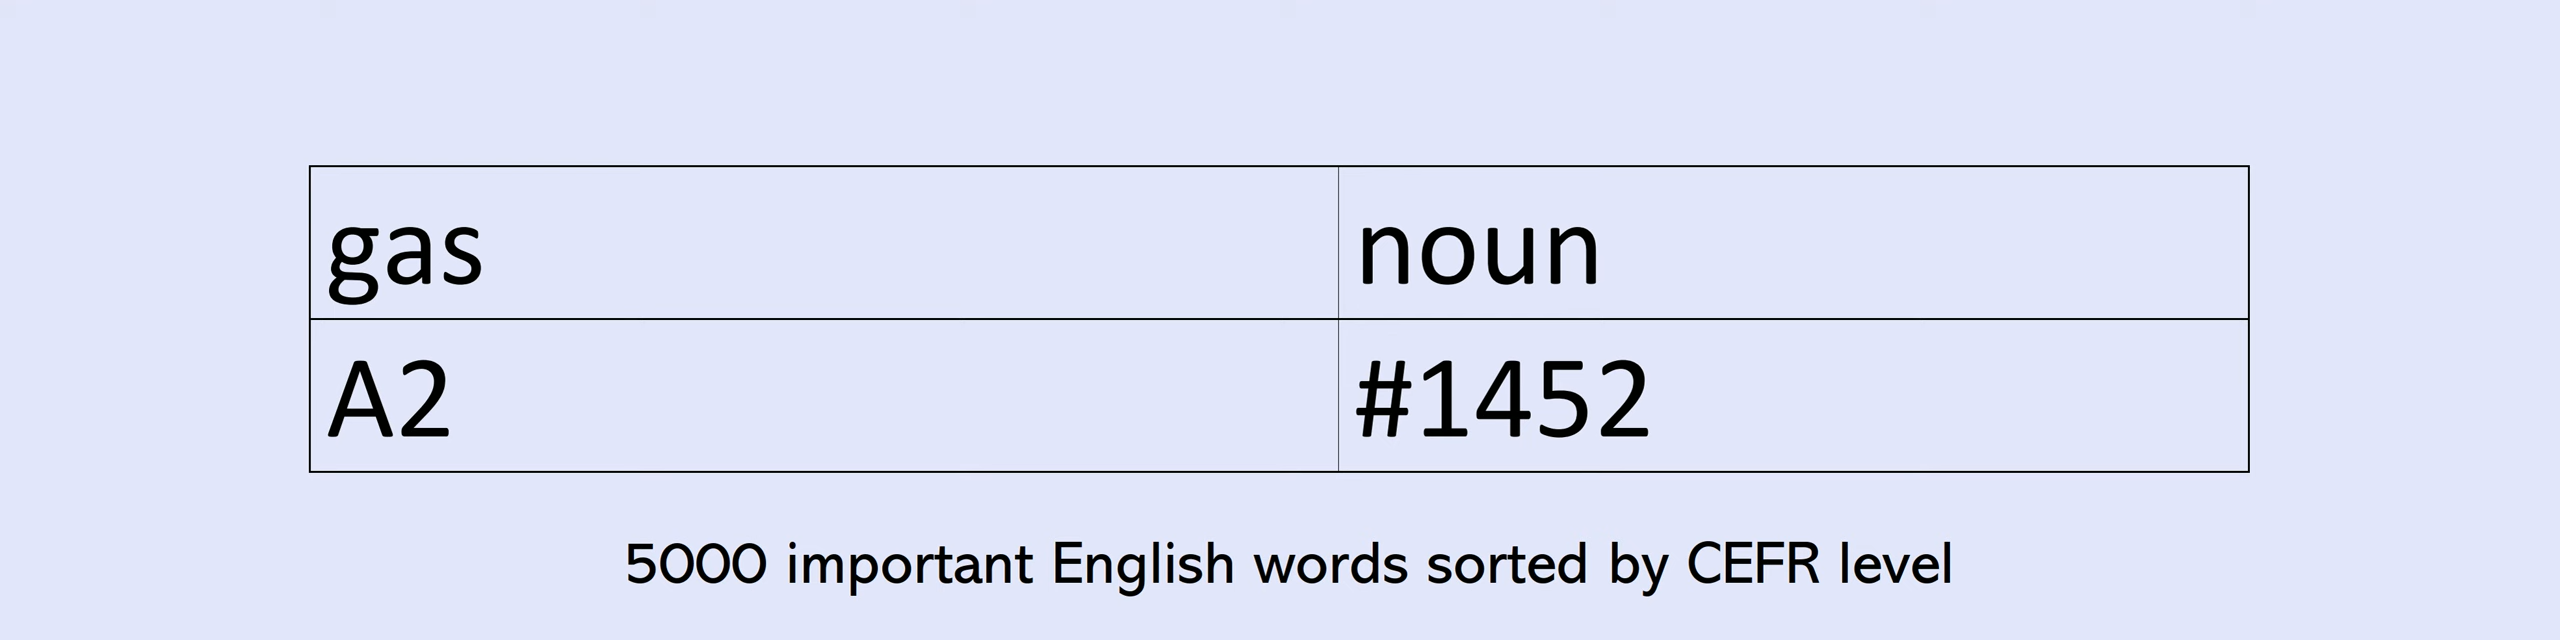 gas noun
A2 #1452
5000 important English words sorted by CEFR level